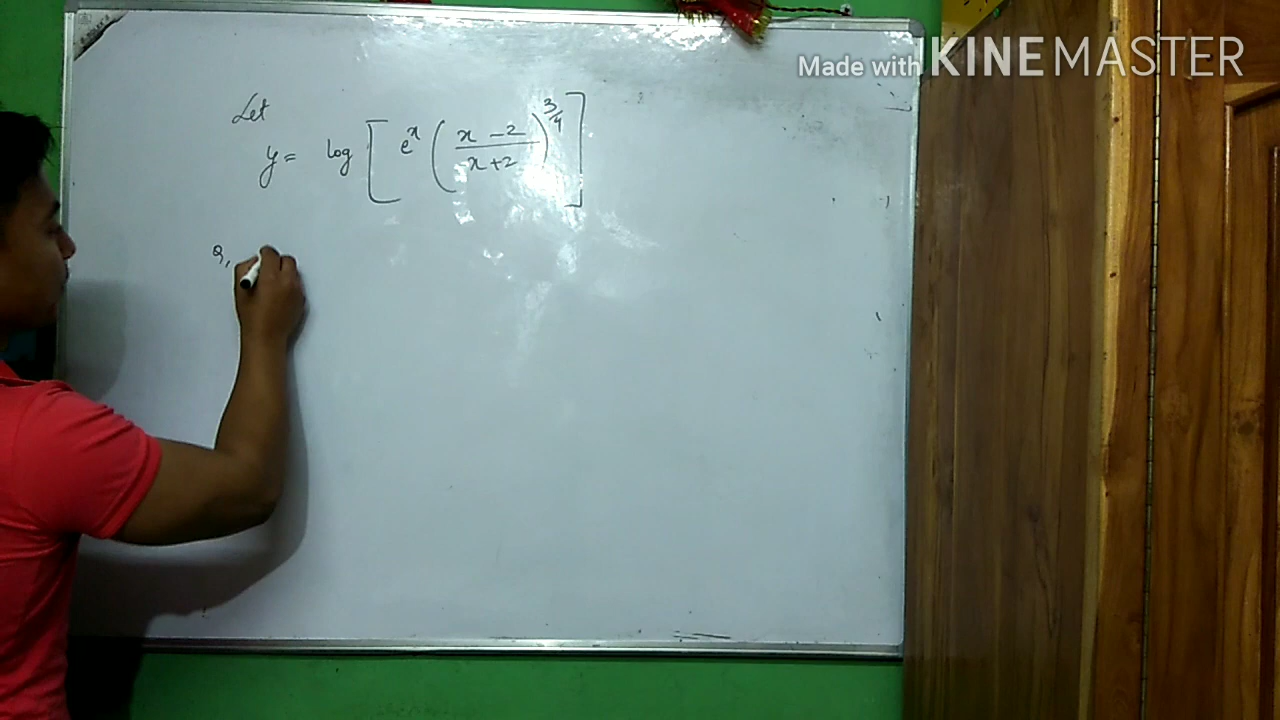 Made with KINEMASTER
Let
y = log [ e^x ( (x - 2)/(x + 2) )^3/4 ]